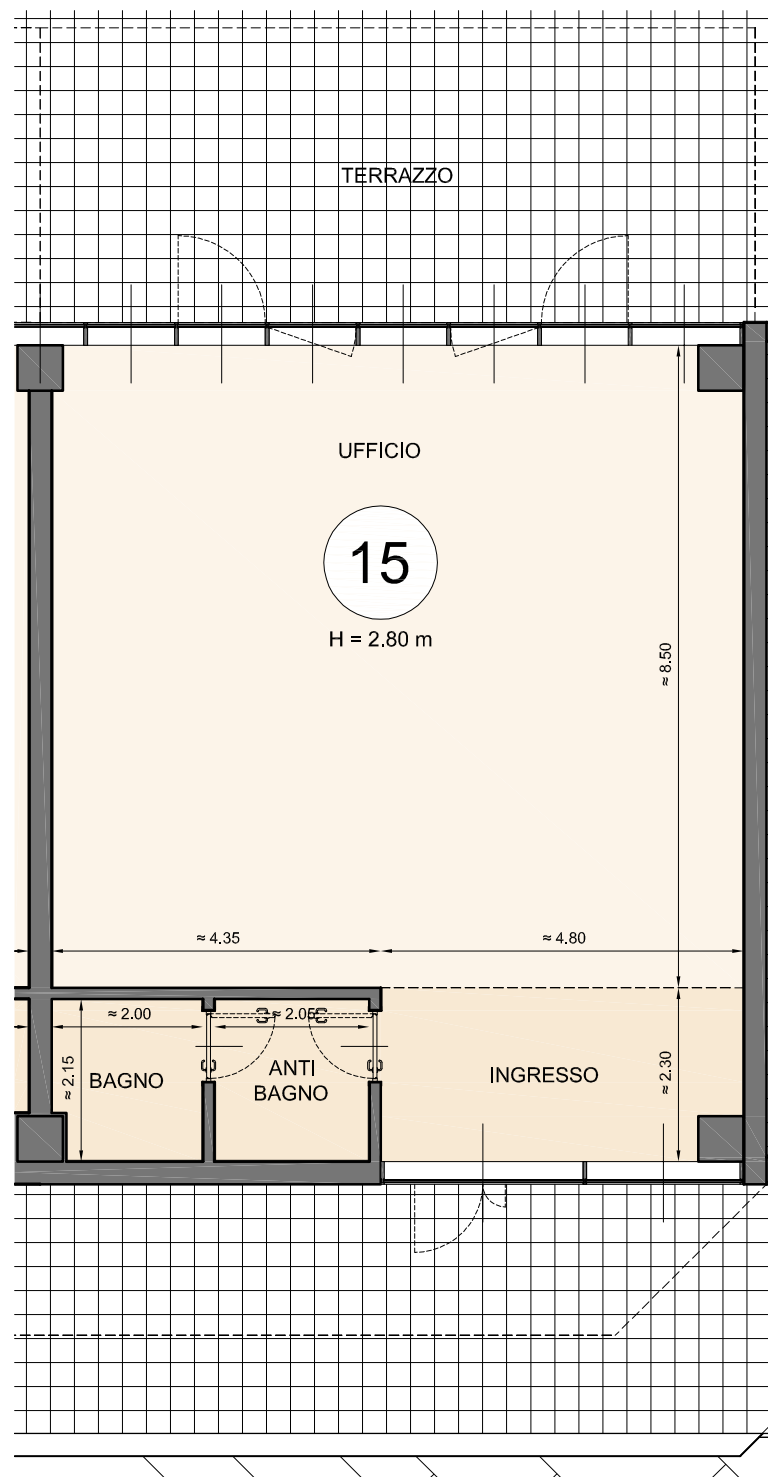 TERRAZZO
UFFICIO
15
H = 2.80 m
≈ 8.50
≈ 4.35
≈ 4.80
≈ 2.00
≈ 2.05
≈ 2.15
BAGNO
ANTI
BAGNO
INGRESSO
≈ 2.30